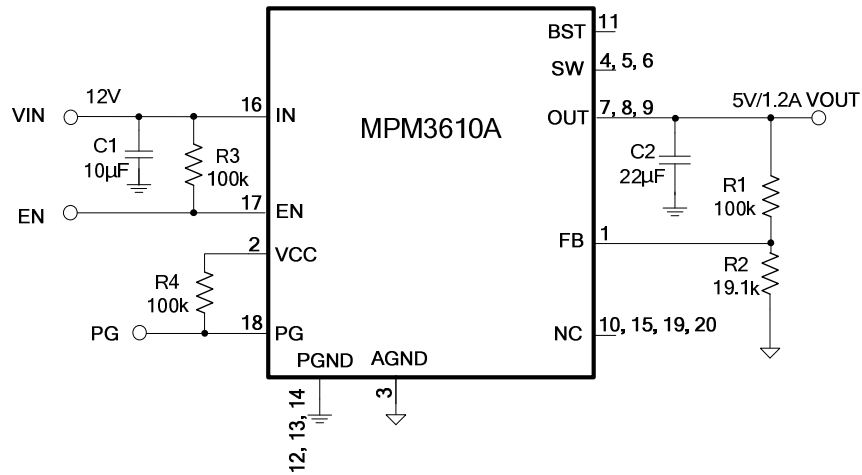 BST
11
SW
4, 5, 6
VIN
12V
16
IN
MPM3610A
OUT
7, 8, 9
5V/1.2A VOUT
C1
10µF
R3
100k
C2
22µF
R1
100k
EN
17
EN
2
VCC
FB
1
R2
19.1k
R4
100k
PG
18
PG
NC
10, 15, 19, 20
PGND
AGND
12, 13, 14
3